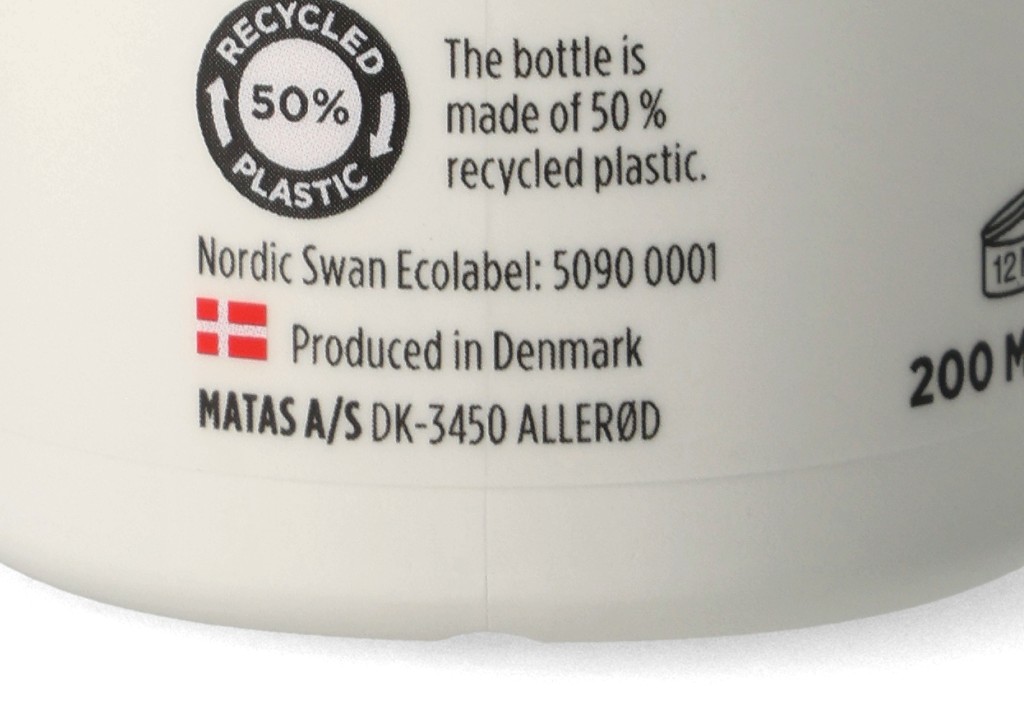 RECYCLED
50%
PLASTIC
The bottle is
made of 50 %
recycled plastic.
Nordic Swan Ecolabel: 5090 0001
Produced in Denmark
MATAS A/S DK-3450 ALLERØD
12
200 M